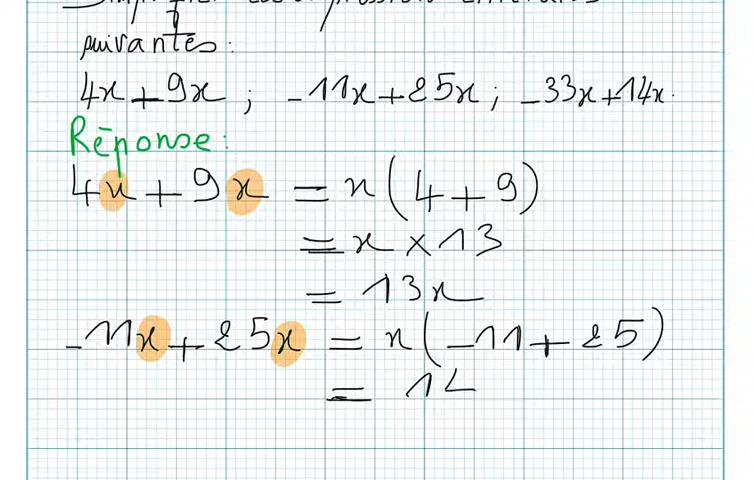 suivantes:
4x + 9x ; -11x + 25x ; -33x + 14x.
Réponse:
4x + 9x = x(4 + 9)
= x × 13
= 13x
-11x + 25x = x(-11 + 25)
= 14